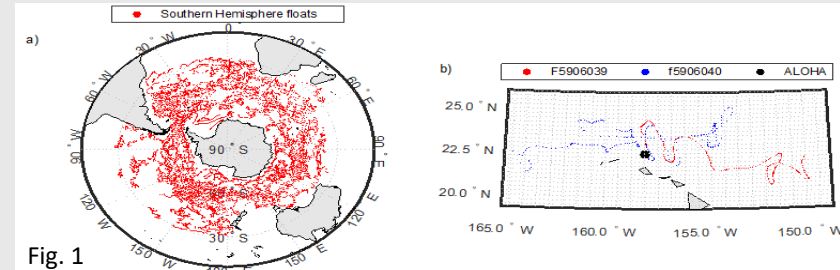 Southern Hemisphere floats
a)
0°
30° W
30° E
60° W
60° E
90° W
90° S
90° E
120 W
120
150 W
150
30° S
Fig. 1
b)
F5906039
f5906040
ALOHA
25.0° N
22.5° N
20.0° N
165.0° W
160.0° W
155.0° W
150.0° W